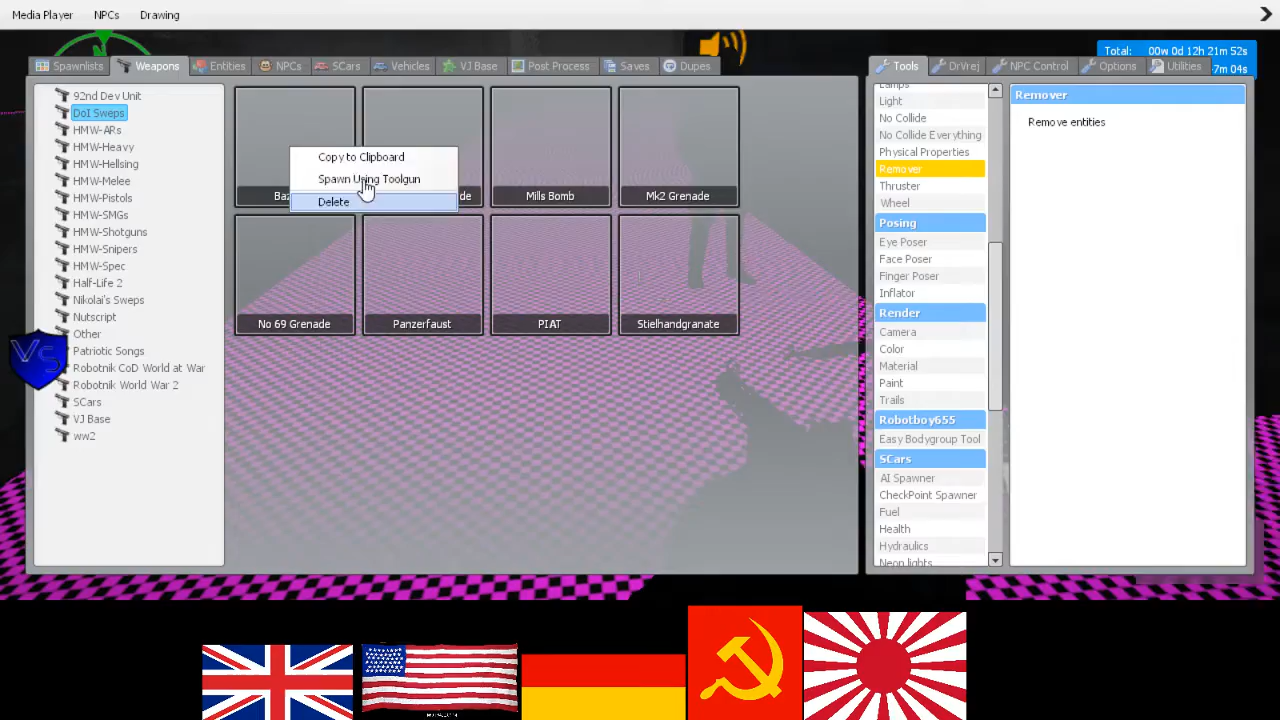 Media Player NPCs Drawing
Total: 00w 0d 12h 21m 52s
7m 04s
Spawnlists Weapons Entities NPCs SCars Vehicles VJ Base Post Process Saves Dupes
Tools DrVrej NPC Control Options Utilities
92nd Dev Unit
DoI Sweps
HMW-ARs
HMW-Heavy
HMW-Hellsing
HMW-Melee
HMW-Pistols
HMW-SMGs
HMW-Shotguns
HMW-Snipers
HMW-Spec
Half-Life 2
Nikolai's Sweps
Nutscript
Other
Patriotic Songs
Robotnik CoD World at War
Robotnik World War 2
SCars
VJ Base
ww2
VS
Copy to Clipboard
Spawn Using Toolgun
Delete
Baz de Mills Bomb Mk2 Grenade
No 69 Grenade Panzerfaust PIAT Stielhandgranate
Lamps
Light
No Collide
No Collide Everything
Physical Properties
Remover
Thruster
Wheel
Posing
Eye Poser
Face Poser
Finger Poser
Inflator
Render
Camera
Color
Material
Paint
Trails
Robotboy655
Easy Bodygroup Tool
SCars
AI Spawner
CheckPoint Spawner
Fuel
Health
Hydraulics
Neon lights
Remover
Remove entities